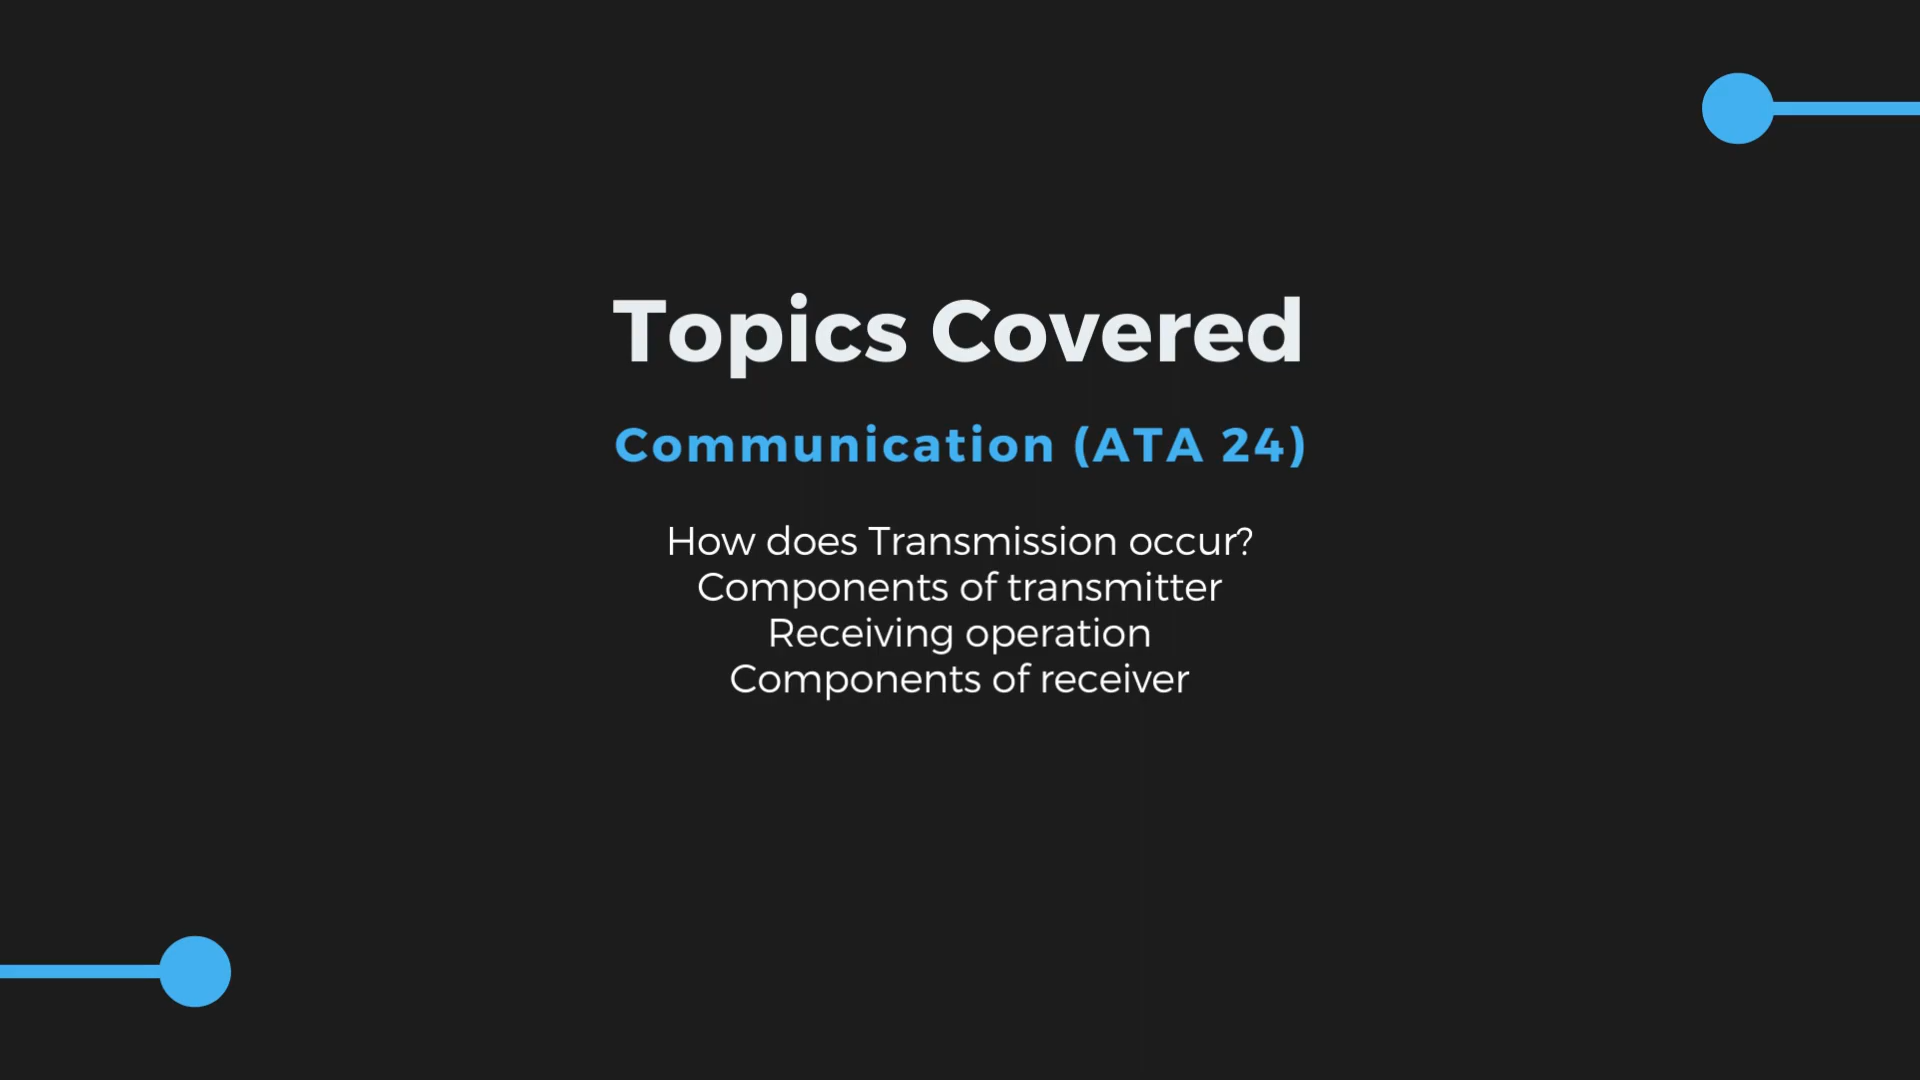 Topics Covered
Communication (ATA 24)
How does Transmission occur?
Components of transmitter
Receiving operation
Components of receiver